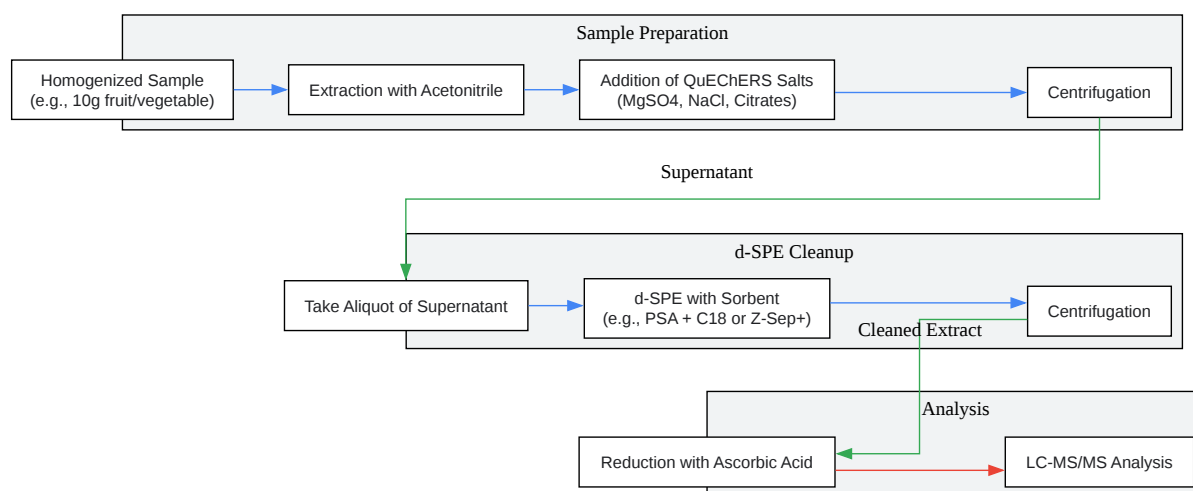 Sample Preparation
Homogenized Sample
(e.g., 10g fruit/vegetable)
Extraction with Acetonitrile
Addition of QuEChERS Salts
(MgSO4, NaCl, Citrates)
Centrifugation
Supernatant
d-SPE Cleanup
Take Aliquot of Supernatant
d-SPE with Sorbent
(e.g., PSA + C18 or Z-Sep+)
Centrifugation
Cleaned Extract
Analysis
Reduction with Ascorbic Acid
LC-MS/MS Analysis